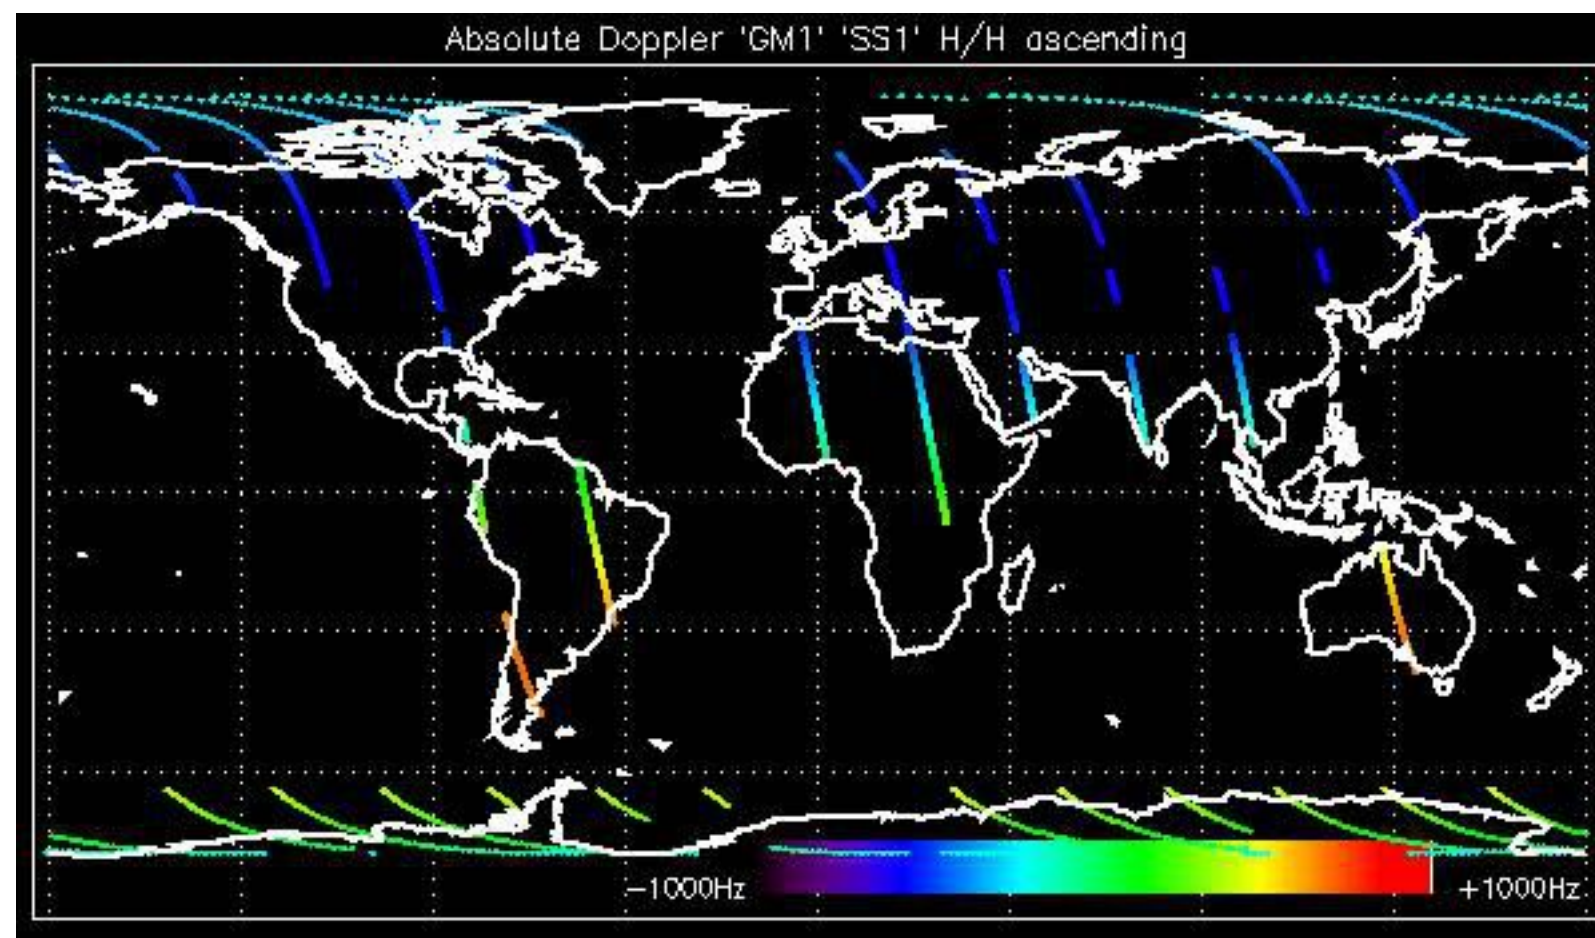 Absolute Doppler 'GM1' 'SS1' H/H ascending
−1000Hz
+1000Hz